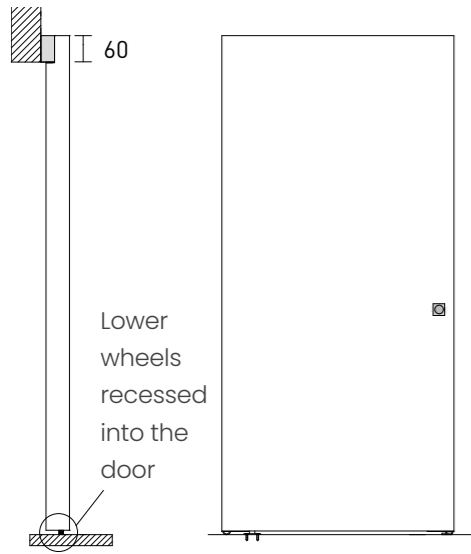 60
Lower
wheels
recessed
into the
door